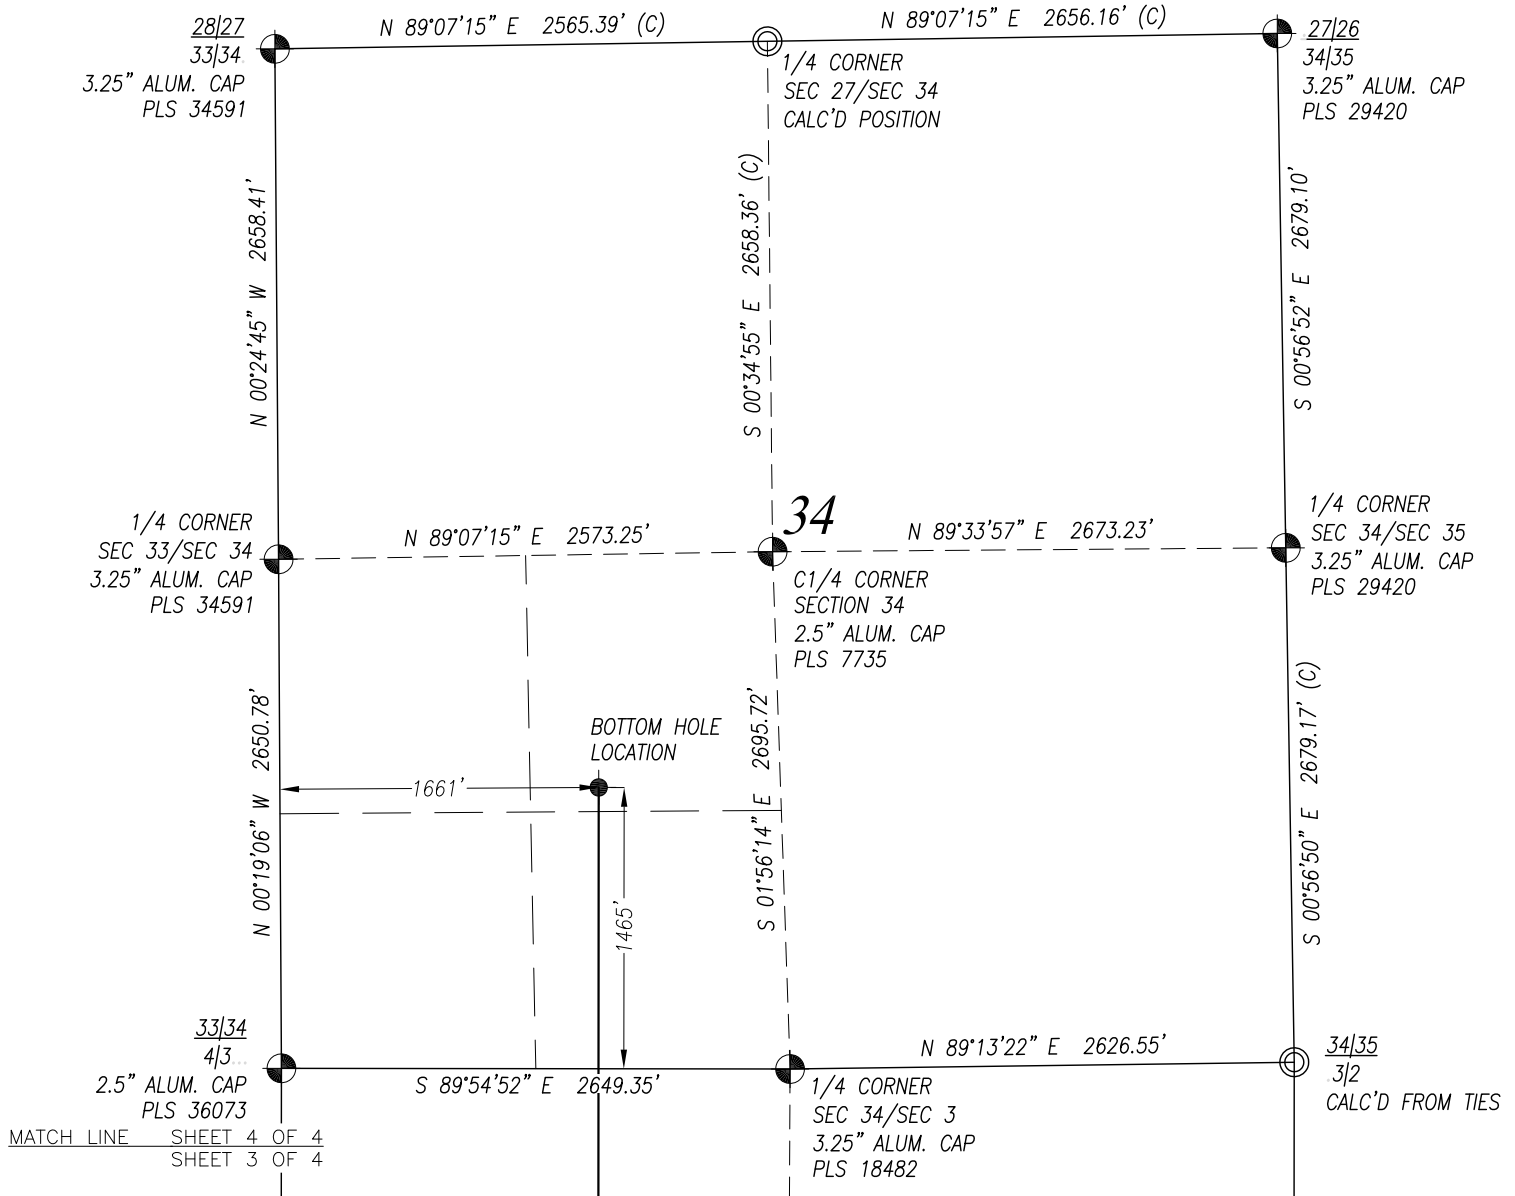 N 89°07'15" E 2565.39' (C)
N 89°07'15" E 2656.16' (C)
28|27
33|34
3.25" ALUM. CAP
PLS 34591
1/4 CORNER
SEC 27/SEC 34
CALC'D POSITION
27|26
34|35
3.25" ALUM. CAP
PLS 29420
N 00°24'45" W 2658.41'
S 00°34'55" E 2658.36' (C)
S 00°56'52" E 2679.10'
1/4 CORNER
SEC 33/SEC 34
3.25" ALUM. CAP
PLS 34591
N 89°07'15" E 2573.25'
34
N 89°33'57" E 2673.23'
C1/4 CORNER
SECTION 34
2.5" ALUM. CAP
PLS 7735
1/4 CORNER
SEC 34/SEC 35
3.25" ALUM. CAP
PLS 29420
N 00°19'06" W 2650.78'
BOTTOM HOLE
LOCATION
1661'
1465'
S 01°56'14" E 2695.72'
S 00°56'50" E 2679.17' (C)
33|34
4|3
2.5" ALUM. CAP
PLS 36073
S 89°54'52" E 2649.35'
N 89°13'22" E 2626.55'
1/4 CORNER
SEC 34/SEC 3
3.25" ALUM. CAP
PLS 18482
34|35
3|2
CALC'D FROM TIES
MATCH LINE SHEET 4 OF 4
SHEET 3 OF 4